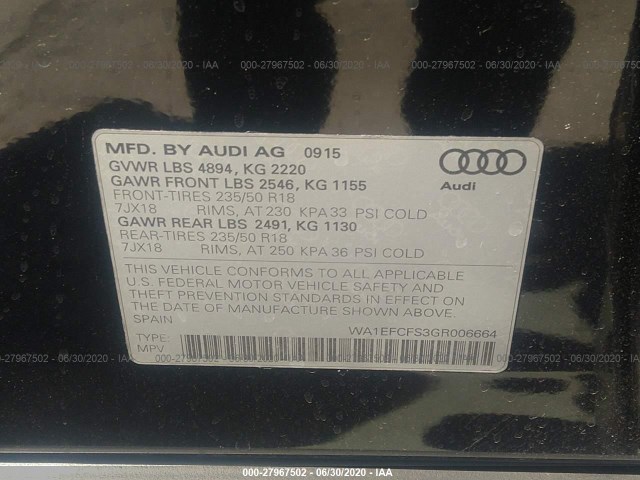 000-27967502 - 06/30/2020 - IAA
000-27967502 - 06/30/2020 - IAA
MFD. BY AUDI AG 0915
GVWR LBS 4894, KG 2220
GAWR FRONT LBS 2546, KG 1155
FRONT-TIRES 235/50 R18
7JX18 RIMS, AT 230 KPA 33 PSI COLD
GAWR REAR LBS 2491, KG 1130
REAR-TIRES 235/50 R18
7JX18 RIMS, AT 250 KPA 36 PSI COLD
Audi
THIS VEHICLE CONFORMS TO ALL APPLICABLE
U.S. FEDERAL MOTOR VEHICLE SAFETY AND
THEFT PREVENTION STANDARDS IN EFFECT ON
THE DATE OF MANUFACTURE SHOWN ABOVE.
SPAIN
WA1EFCFS3GR006664
TYPE:
MPV
000-27967502 - 06/30/2020 - IAA
000-27967502 - 06/30/2020 - IAA
000-27967502 - 06/30/2020 - IAA